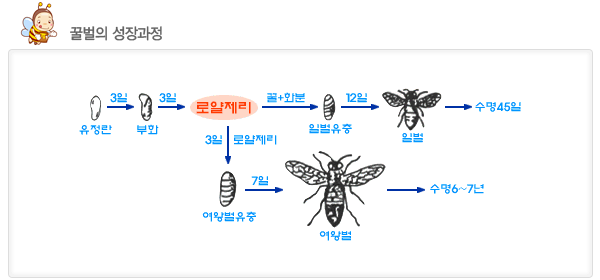 꿀벌의 성장과정
3일 3일 로얄제리 꿀+화분 12일 수명45일
유정란 부화 일벌유충 일벌
3일 로얄제리
7일 수명6~7년
여왕벌유충 여왕벌